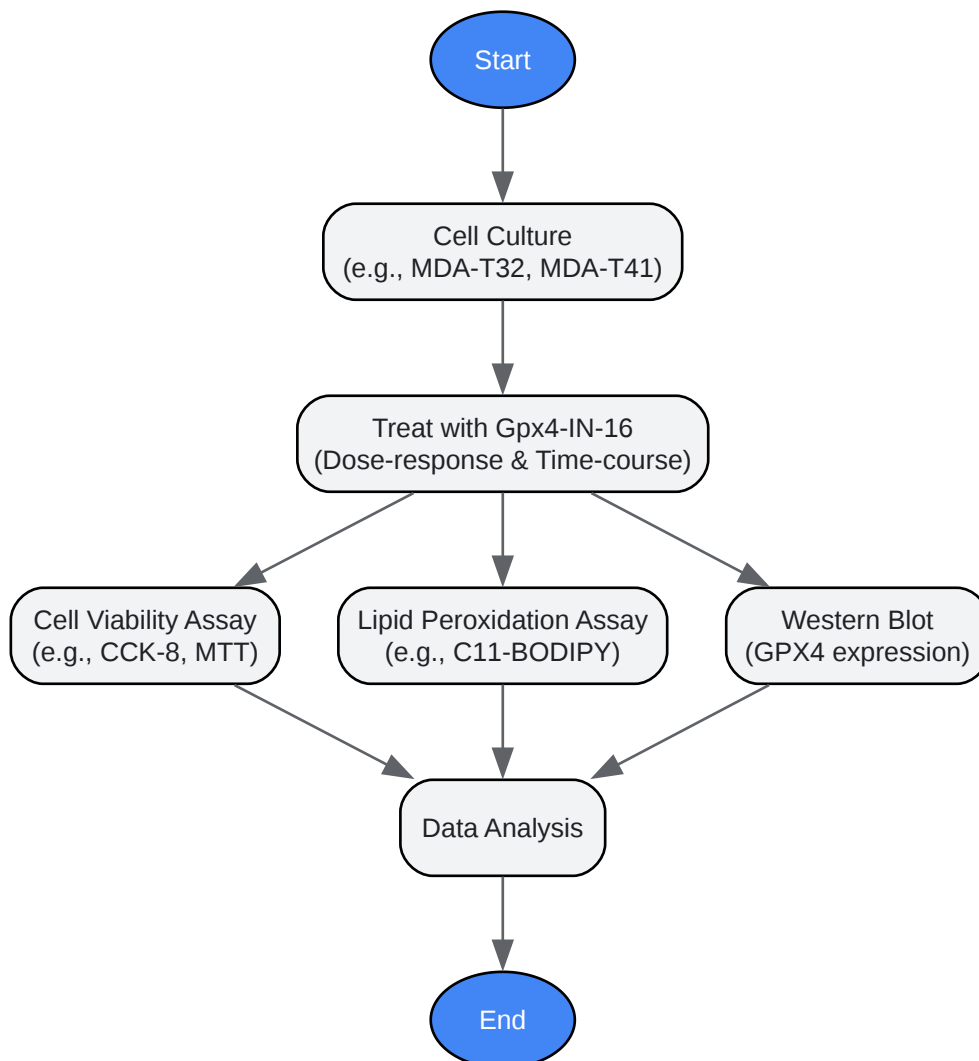 Start
Cell Culture
(e.g., MDA-T32, MDA-T41)
Treat with Gpx4-IN-16
(Dose-response & Time-course)
Cell Viability Assay
(e.g., CCK-8, MTT)
Lipid Peroxidation Assay
(e.g., C11-BODIPY)
Western Blot
(GPX4 expression)
Data Analysis
End